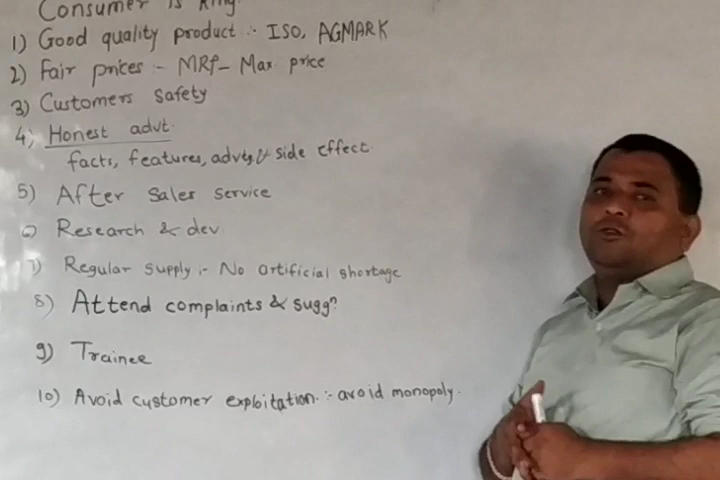 Consumer is King
1) Good quality product :- ISO, AGMARK
2) Fair prices :- MRP - Max price
3) Customers safety
4) Honest advt.
facts, features, advtg & side effect.
5) After sales service
6) Research & dev
7) Regular supply :- No artificial shortage
8) Attend complaints & suggn
9) Trainee
10) Avoid customer exploitation :- avoid monopoly.